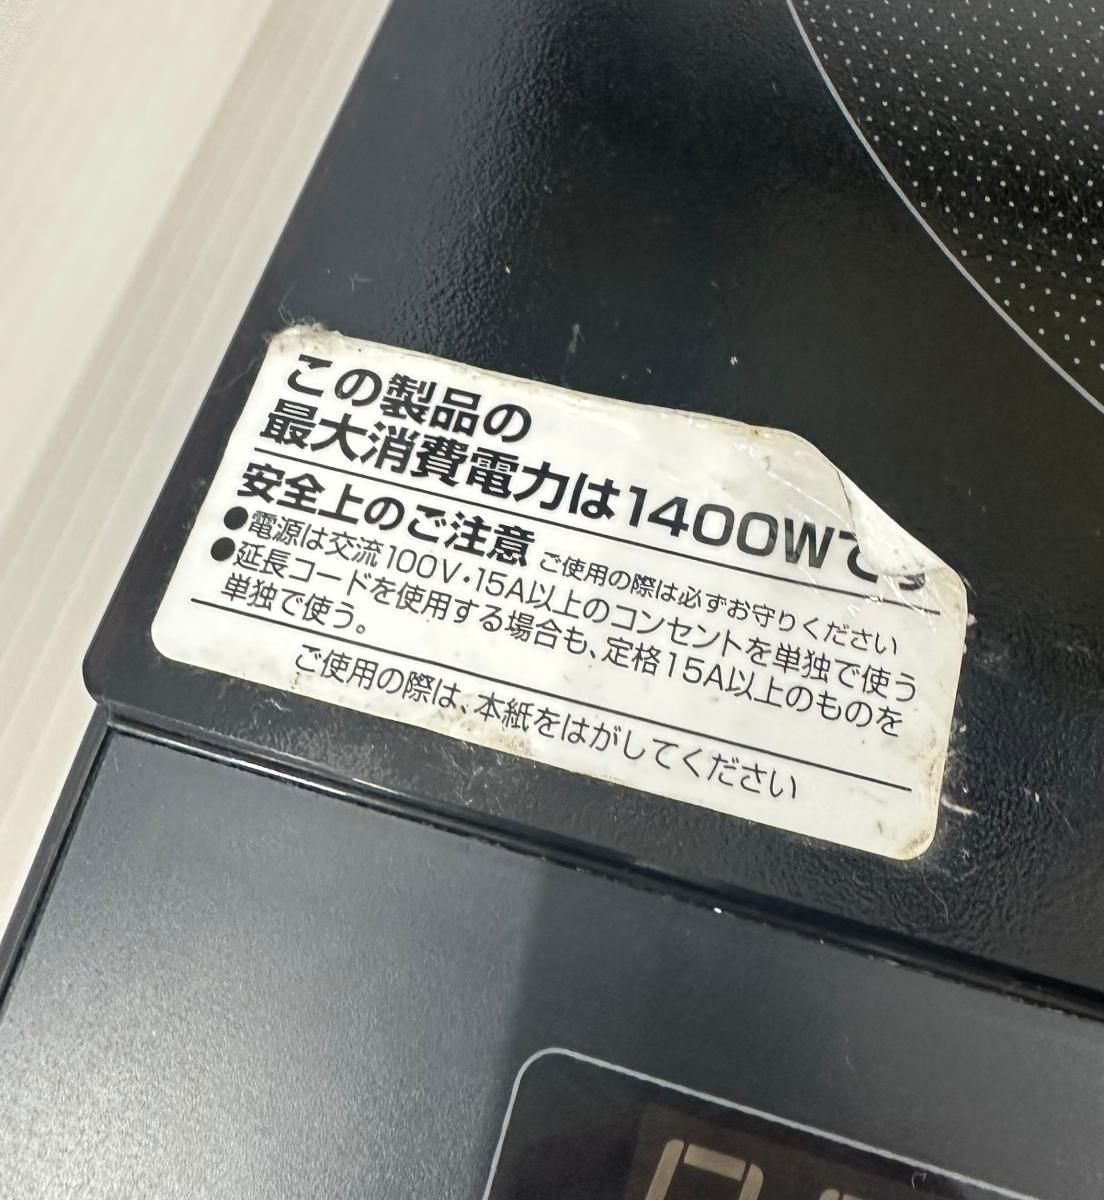 この製品の
最大消費電力は1400Wで
安全上のご注意 ご使用の際は必ずお守りください
●電源は交流100V・15A以上のコンセントを単独で使う
●延長コードを使用する場合も、定格15A以上のものを
単独で使う。
ご使用の際は、本紙をはがしてください